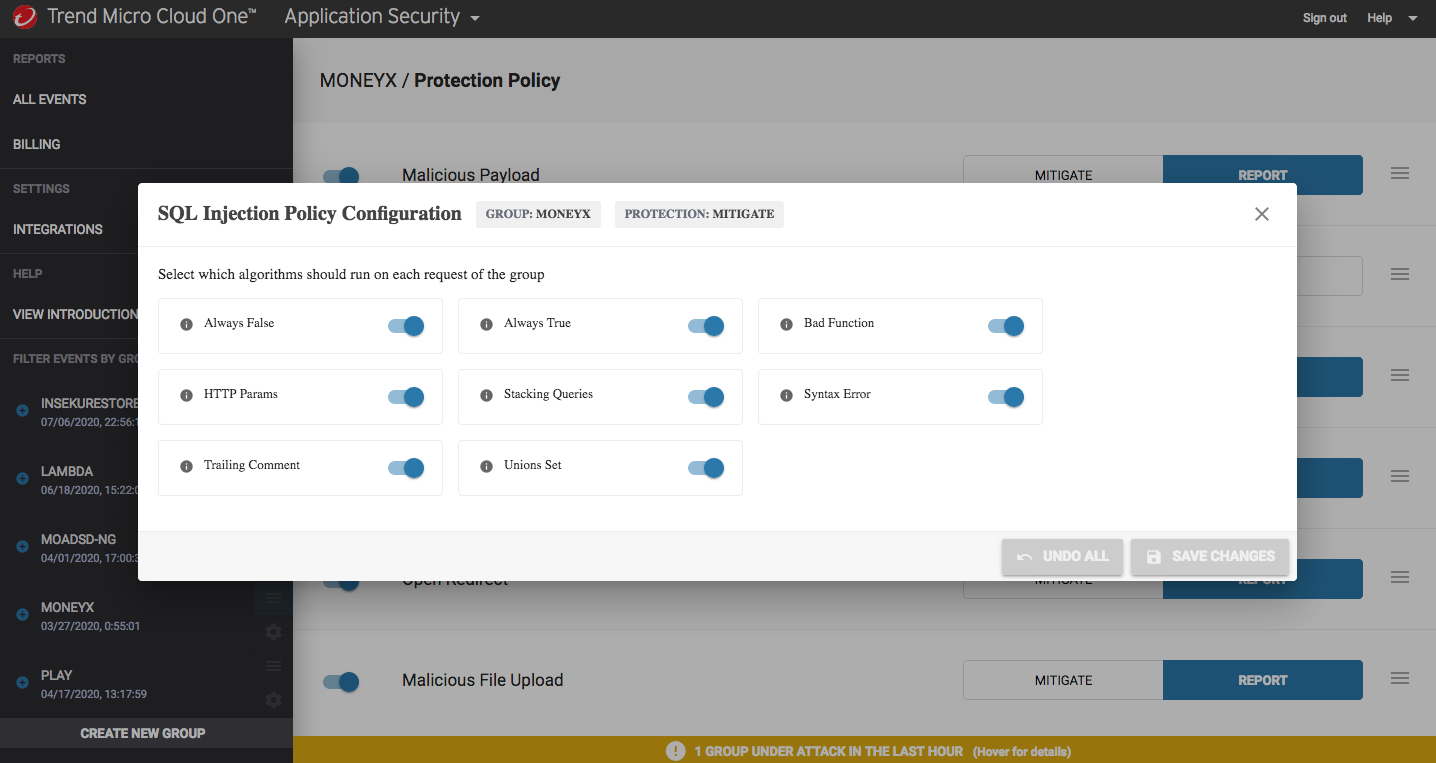 Trend Micro Cloud One™ Application Security
Sign out Help
REPORTS
ALL EVENTS
BILLING
SETTINGS
INTEGRATIONS
HELP
VIEW INTRODUCTION
FILTER EVENTS BY GRO
INSEKURESTORE
07/06/2020, 22:56:1
LAMBDA
06/18/2020, 15:22:0
MOADSD-NG
04/01/2020, 17:00:3
MONEYX
03/27/2020, 0:55:01
PLAY
04/17/2020, 13:17:59
CREATE NEW GROUP
MONEYX / Protection Policy
Malicious Payload MITIGATE REPORT
SQL Injection Policy Configuration GROUP: MONEYX PROTECTION: MITIGATE
Select which algorithms should run on each request of the group
Always False Always True Bad Function
HTTP Params Stacking Queries Syntax Error
Trailing Comment Unions Set
UNDO ALL SAVE CHANGES
Open Redirect MITIGATE REPORT
Malicious File Upload MITIGATE REPORT
1 GROUP UNDER ATTACK IN THE LAST HOUR (Hover for details)